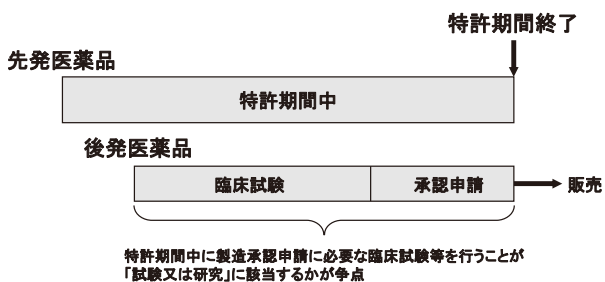 特許期間終了
先発医薬品
特許期間中
後発医薬品
臨床試験
承認申請
販売
特許期間中に製造承認申請に必要な臨床試験等を行うことが
「試験又は研究」に該当するかが争点